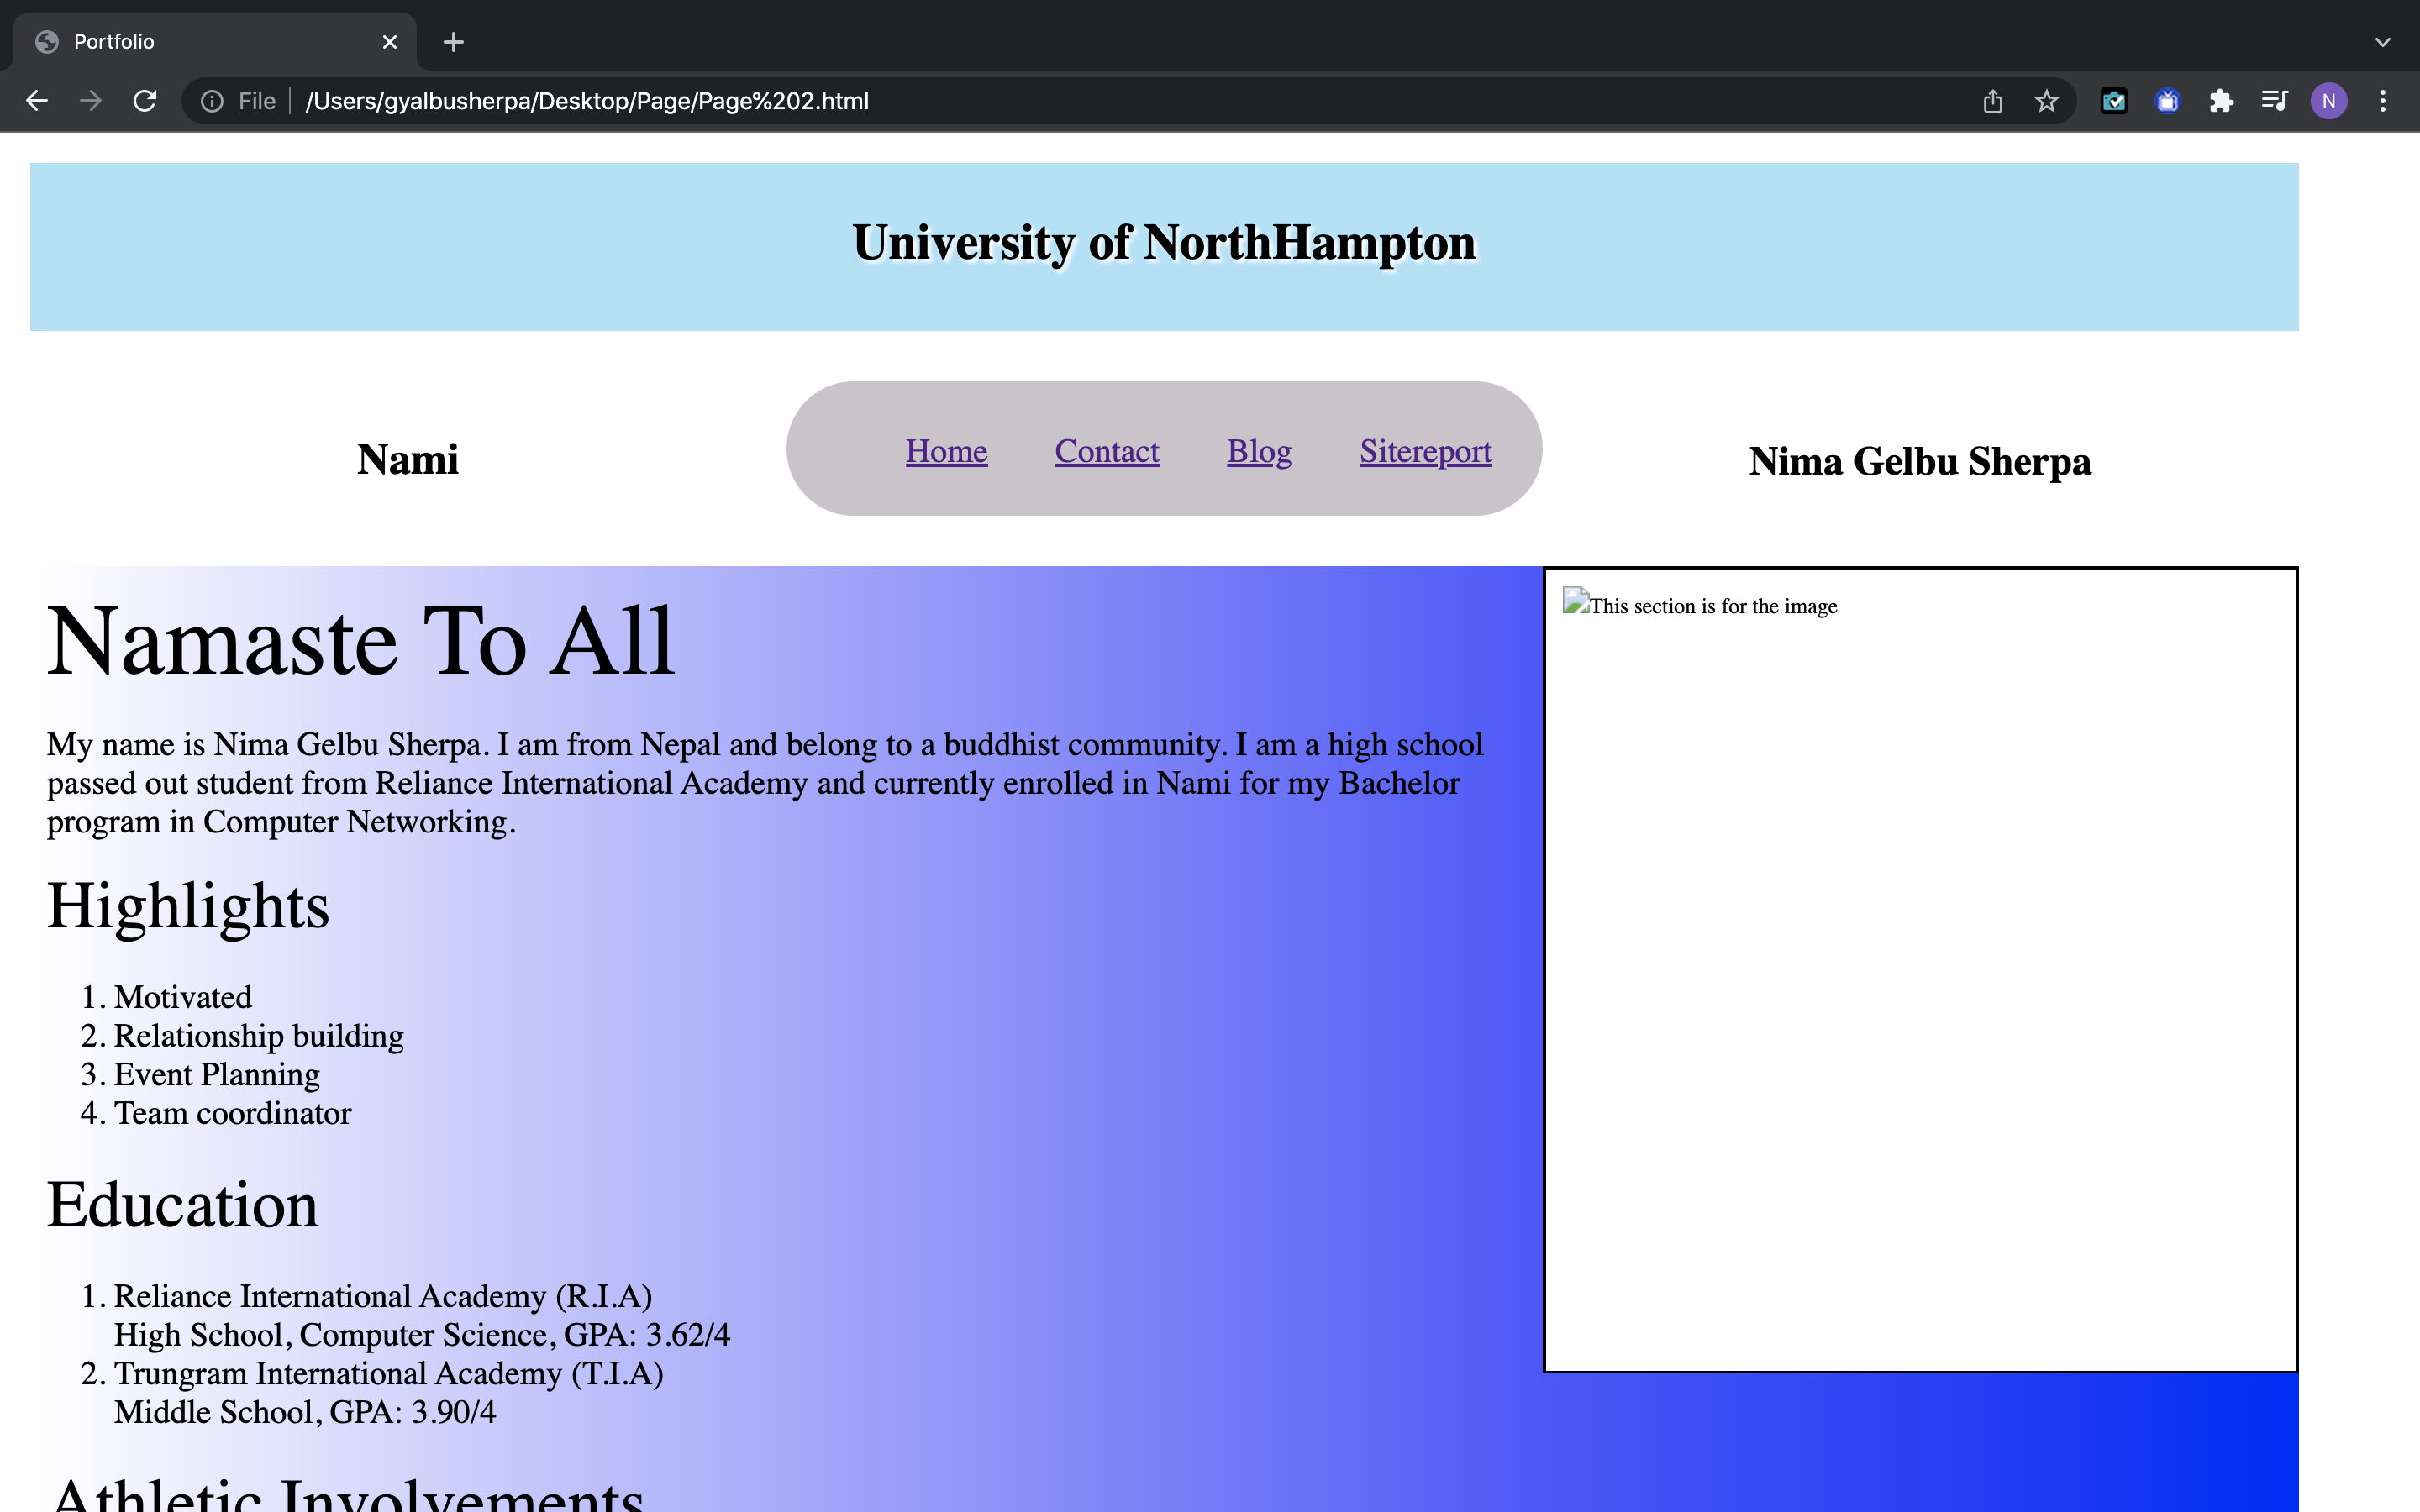 Portfolio
File
/Users/gyalbusherpa/Desktop/Page/Page%202.html
N
University of NorthHampton
Nami
Home Contact Blog Sitereport
Nima Gelbu Sherpa
Namaste To All
My name is Nima Gelbu Sherpa. I am from Nepal and belong to a buddhist community. I am a high school
passed out student from Reliance International Academy and currently enrolled in Nami for my Bachelor
program in Computer Networking.
This section is for the image
Highlights
1. Motivated
2. Relationship building
3. Event Planning
4. Team coordinator
Education
1. Reliance International Academy (R.I.A)
High School, Computer Science, GPA: 3.62/4
2. Trungram International Academy (T.I.A)
Middle School, GPA: 3.90/4
Athletic Involvements